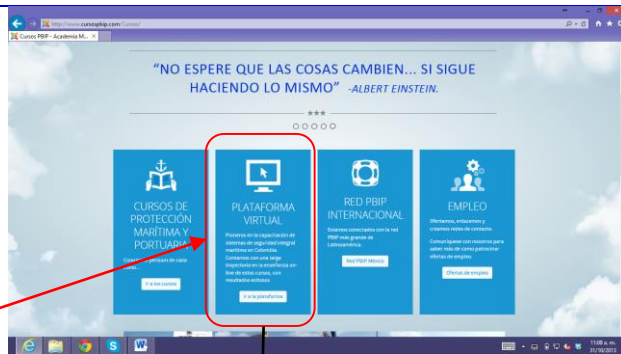 http://www.cursospbip.com/Cursos/
Cursos PBIP - Academia M...
“NO ESPERE QUE LAS COSAS CAMBIEN... SI SIGUE
HACIENDO LO MISMO” -ALBERT EINSTEIN.
CURSOS DE
PROTECCIÓN
MARÍTIMA Y
PORTUARIA
de cada
Ir a los cursos
PLATAFORMA
VIRTUAL
Pioneros en la capacitación de
sistemas de seguridad integral
marítima en Colombia.
Contamos con una larga
trayectoria en la enseñanza on-
line de estos cursos, con
resultados exitosos
Ir a la plataforma
RED PBIP
INTERNACIONAL
Estamos conectados con la red
PBIP más grande de
Latinoamérica.
Red PBIP México
EMPLEO
Ofertamos, enlazamos y
creamos redes de contacto.
Comuníquese con nosotros para
saber más de como patrocinar
ofertas de empleo.
Ofertas de empleo
11:08 a. m.
31/10/2013